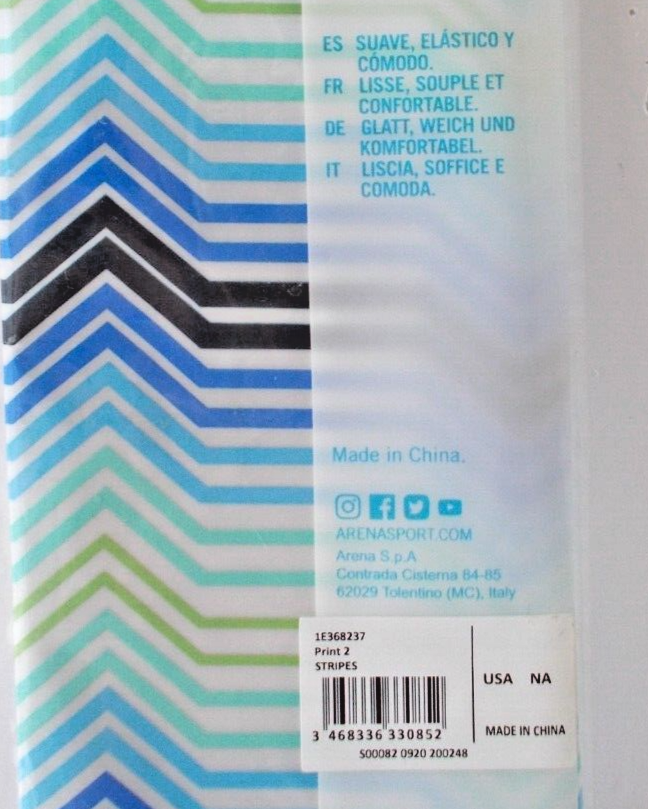 ES SUAVE, ELÁSTICO Y
CÓMODO.
FR LISSE, SOUPLE ET
CONFORTABLE.
DE GLATT, WEICH UND
KOMFORTABEL.
IT LISCIA, SOFFICE E
COMODA.
Made in China.
ARENASPORT.COM
Arena S.p.A
Contrada Cisterna 84-85
62029 Tolentino (MC), Italy
1E368237
Print 2
STRIPES
USA NA
3 468336 330852
MADE IN CHINA
S00082 0920 200248